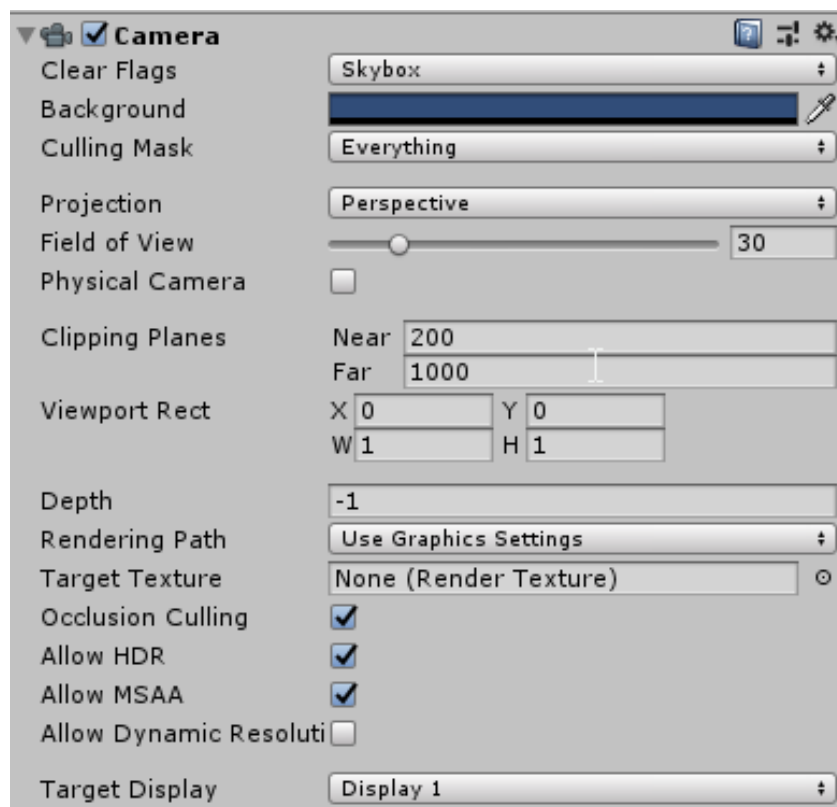 Camera
Clear Flags Skybox
Background
Culling Mask Everything
Projection Perspective
Field of View 30
Physical Camera
Clipping Planes Near 200
Far 1000
Viewport Rect X 0 Y 0
W 1 H 1
Depth -1
Rendering Path Use Graphics Settings
Target Texture None (Render Texture)
Occlusion Culling
Allow HDR
Allow MSAA
Allow Dynamic Resoluti
Target Display Display 1